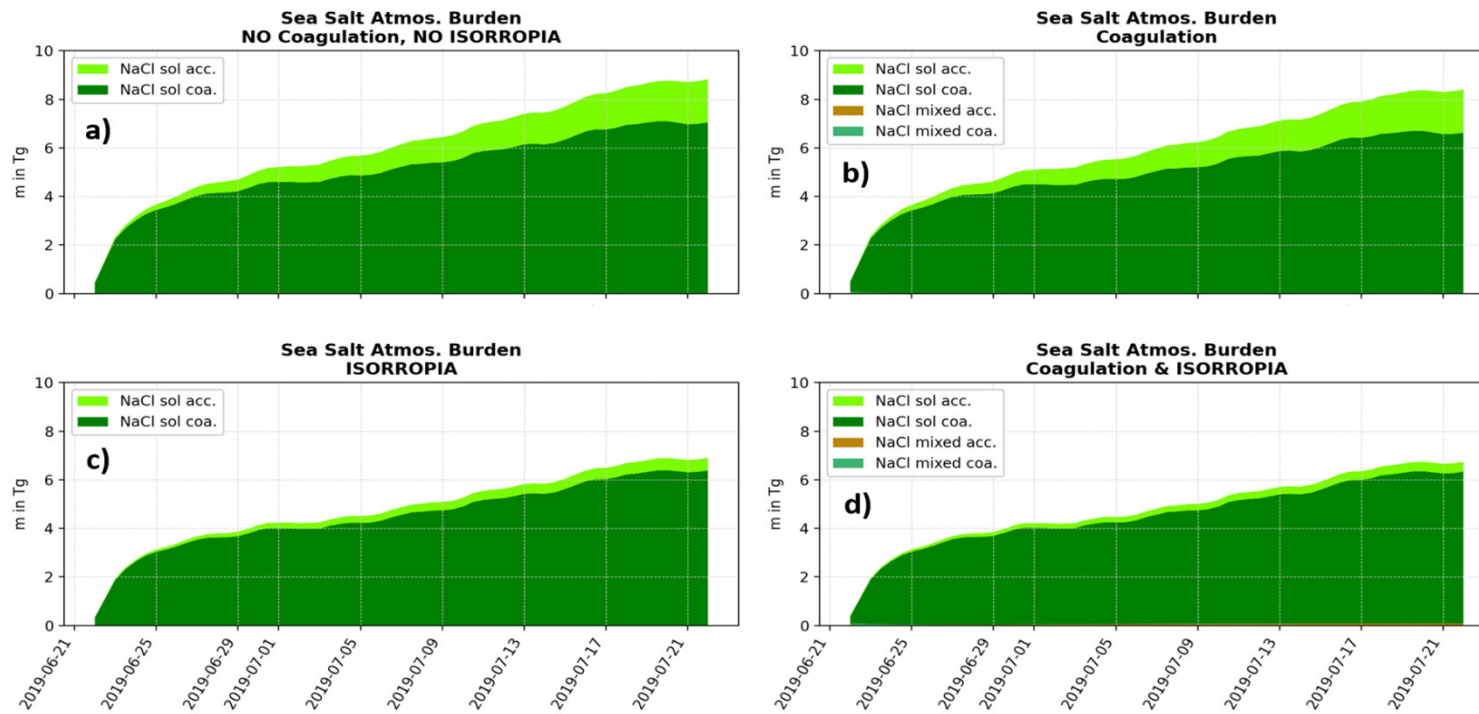 Sea Salt Atmos. Burden
NO Coagulation, NO ISORROPIA
10
8
6
4
2
0
m in Tg
NaCl sol acc.
NaCl sol coa.
a)
Sea Salt Atmos. Burden
Coagulation
10
8
6
4
2
0
m in Tg
NaCl sol acc.
NaCl sol coa.
NaCl mixed acc.
NaCl mixed coa.
b)
Sea Salt Atmos. Burden
ISORROPIA
10
8
6
4
2
0
m in Tg
NaCl sol acc.
NaCl sol coa.
c)
2019-06-21
2019-06-25
2019-06-29
2019-07-01
2019-07-05
2019-07-09
2019-07-13
2019-07-17
2019-07-21
Sea Salt Atmos. Burden
Coagulation & ISORROPIA
10
8
6
4
2
0
m in Tg
NaCl sol acc.
NaCl sol coa.
NaCl mixed acc.
NaCl mixed coa.
d)
2019-06-21
2019-06-25
2019-06-29
2019-07-01
2019-07-05
2019-07-09
2019-07-13
2019-07-17
2019-07-21